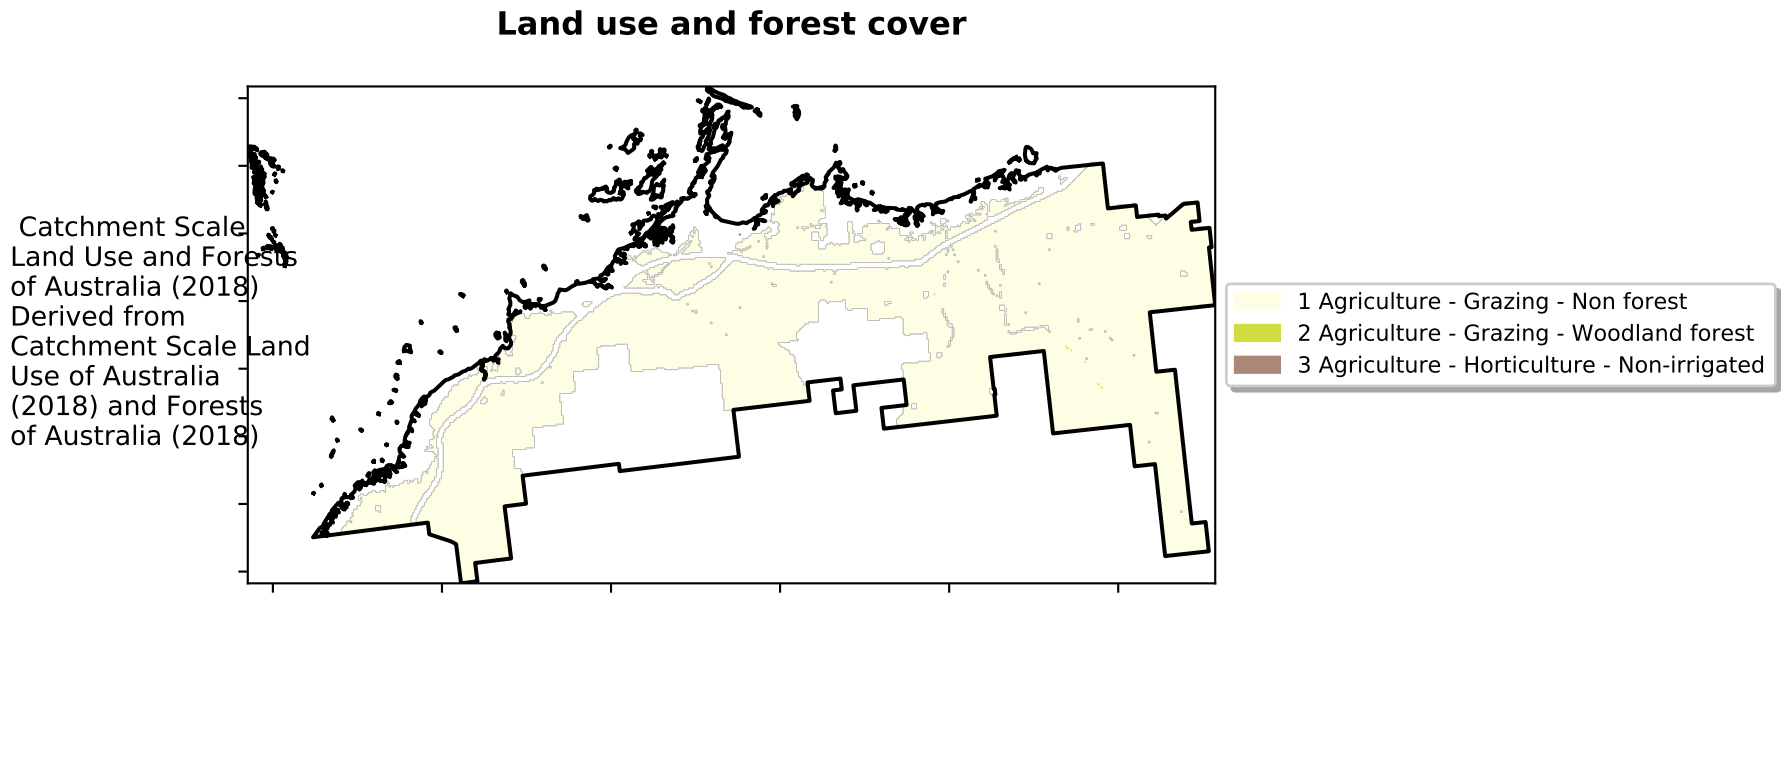 Land use and forest cover
Catchment Scale
Land Use and Forests
of Australia (2018)
Derived from
Catchment Scale Land
Use of Australia
(2018) and Forests
of Australia (2018)
1 Agriculture - Grazing - Non forest
2 Agriculture - Grazing - Woodland forest
3 Agriculture - Horticulture - Non-irrigated